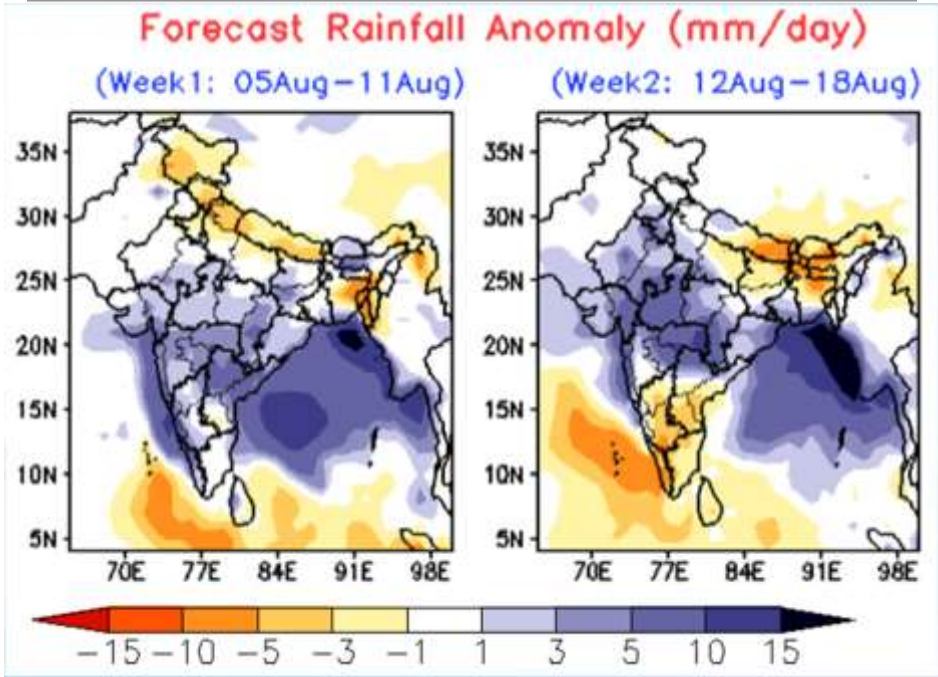 Forecast Rainfall Anomaly (mm/day)
(Week1: 05Aug-11Aug) (Week2: 12Aug-18Aug)
35N
30N
25N
20N
15N
10N
5N
70E 77E 84E 91E 98E
35N
30N
25N
20N
15N
10N
5N
70E 77E 84E 91E 98E
-15 -10 -5 -3 -1 1 3 5 10 15